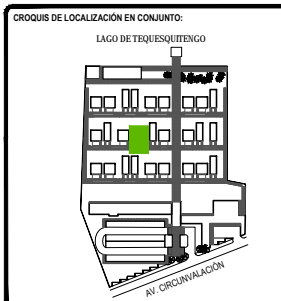 CROQUIS DE LOCALIZACIÓN EN CONJUNTO:
LAGO DE TEQUESQUITENGO
AV. CIRCUNVALACIÓN